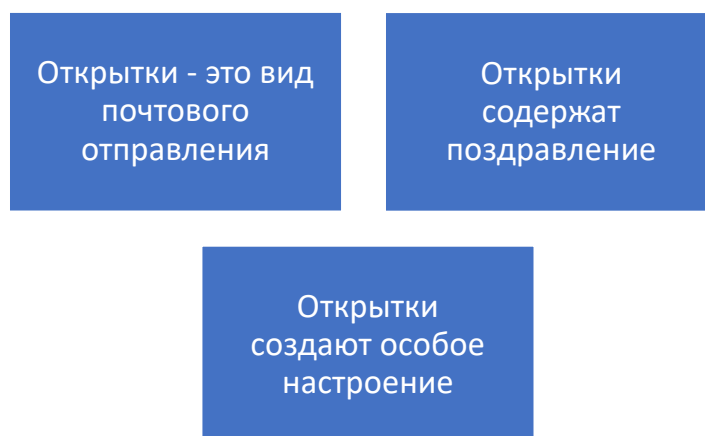 Открытки - это вид
почтового
отправления
Открытки
содержат
поздравление
Открытки
создают особое
настроение